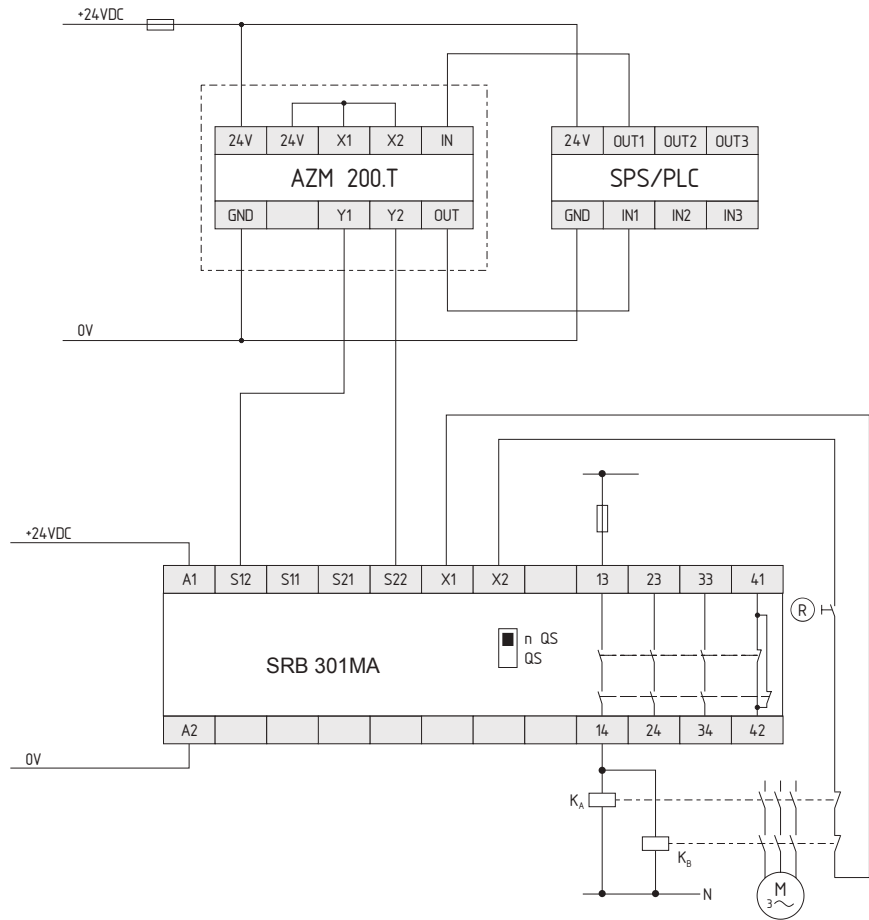 +24VDC
24V 24V X1 X2 IN
AZM 200.T
GND Y1 Y2 OUT
24V OUT1 OUT2 OUT3
SPS/PLC
GND IN1 IN2 IN3
0V
+24VDC
A1 S12 S11 S21 S22 X1 X2 13 23 33 41
n QS
QS
SRB 301MA
R
A2 14 24 34 42
0V
KA
KB
N
M
3~